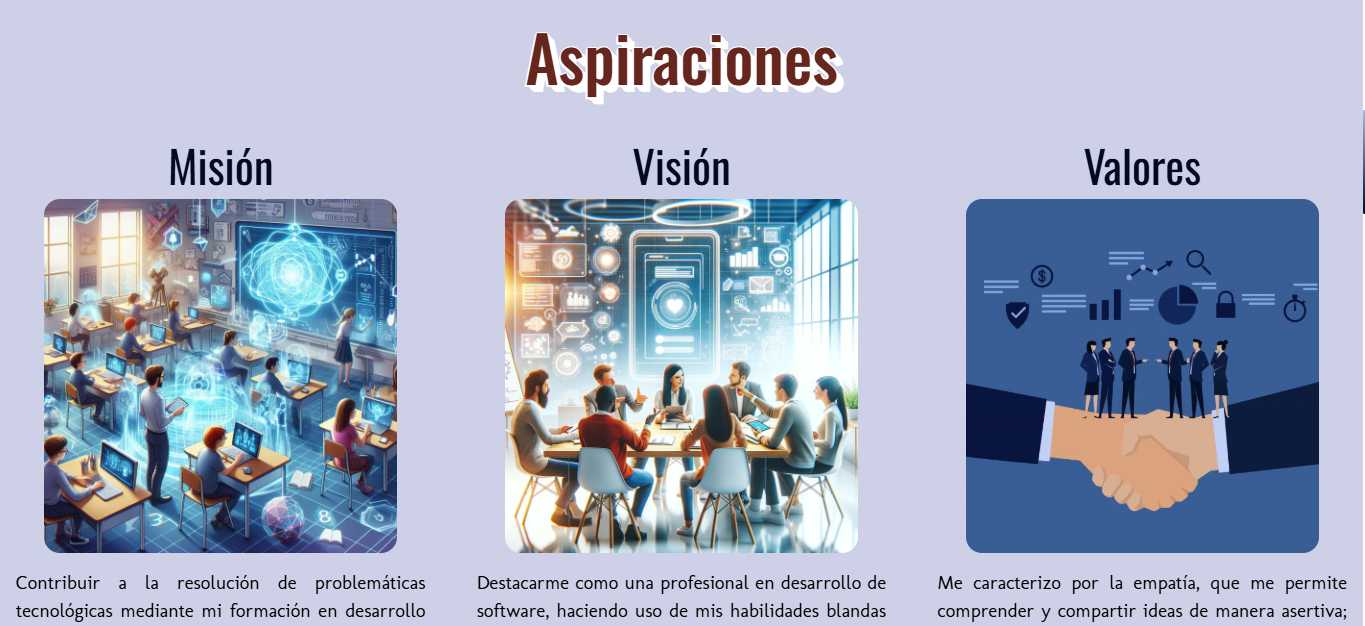 Aspiraciones
Misión
Visión
Valores
Contribuir a la resolución de problemáticas
tecnológicas mediante mi formación en desarrollo
Destacarme como una profesional en desarrollo de
software, haciendo uso de mis habilidades blandas
Me caracterizo por la empatía, que me permite
comprender y compartir ideas de manera asertiva;